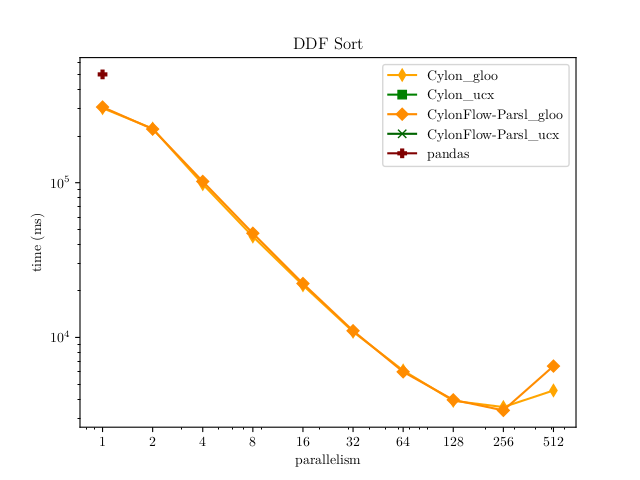 DDF Sort
Cylon_gloo
Cylon_ucx
CylonFlow-Parsl_gloo
CylonFlow-Parsl_ucx
pandas
time (ms)
10^5
10^4
1 2 4 8 16 32 64 128 256 512
parallelism